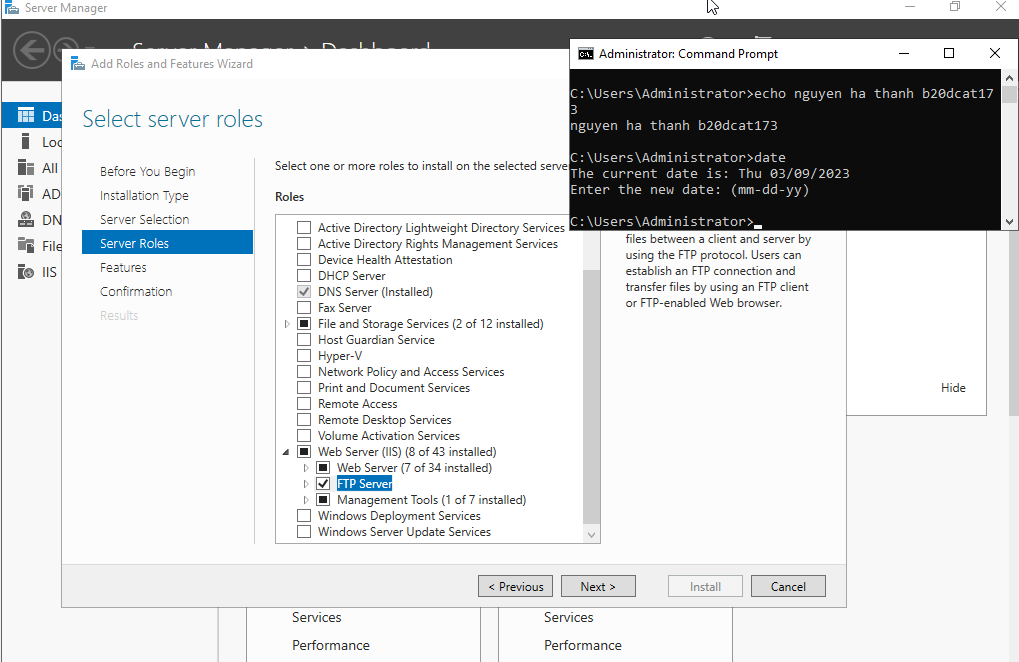 Server Manager
Server Manager Dashboard
Add Roles and Features Wizard
Administrator: Command Prompt
C:\Users\Administrator>echo nguyen ha thanh b20dcat17
3
nguyen ha thanh b20dcat173
C:\Users\Administrator>date
The current date is: Thu 03/09/2023
Enter the new date: (mm-dd-yy)
C:\Users\Administrator>
Das
Loc
All
AD
DN
File
IIS
Select server roles
Before You Begin
Installation Type
Server Selection
Server Roles
Features
Confirmation
Results
Select one or more roles to install on the selected serve
Roles
Active Directory Lightweight Directory Services
Active Directory Rights Management Services
Device Health Attestation
DHCP Server
DNS Server (Installed)
Fax Server
File and Storage Services (2 of 12 installed)
Host Guardian Service
Hyper-V
Network Policy and Access Services
Print and Document Services
Remote Access
Remote Desktop Services
Volume Activation Services
Web Server (IIS) (8 of 43 installed)
Web Server (7 of 34 installed)
FTP Server
Management Tools (1 of 7 installed)
Windows Deployment Services
Windows Server Update Services
files between a client and server by
using the FTP protocol. Users can
establish an FTP connection and
transfer files by using an FTP client
or FTP-enabled Web browser.
Hide
< Previous
Next >
Install
Cancel
Services
Performance
Services
Performance